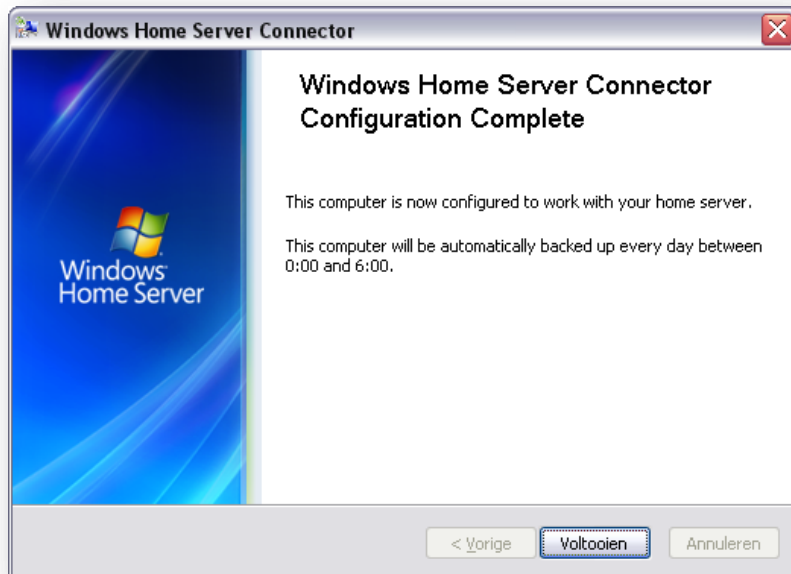 Windows Home Server Connector
Windows Home Server Connector
Configuration Complete
This computer is now configured to work with your home server.
This computer will be automatically backed up every day between
0:00 and 6:00.
Windows
Home Server
< Vorige
Voltooien
Annuleren